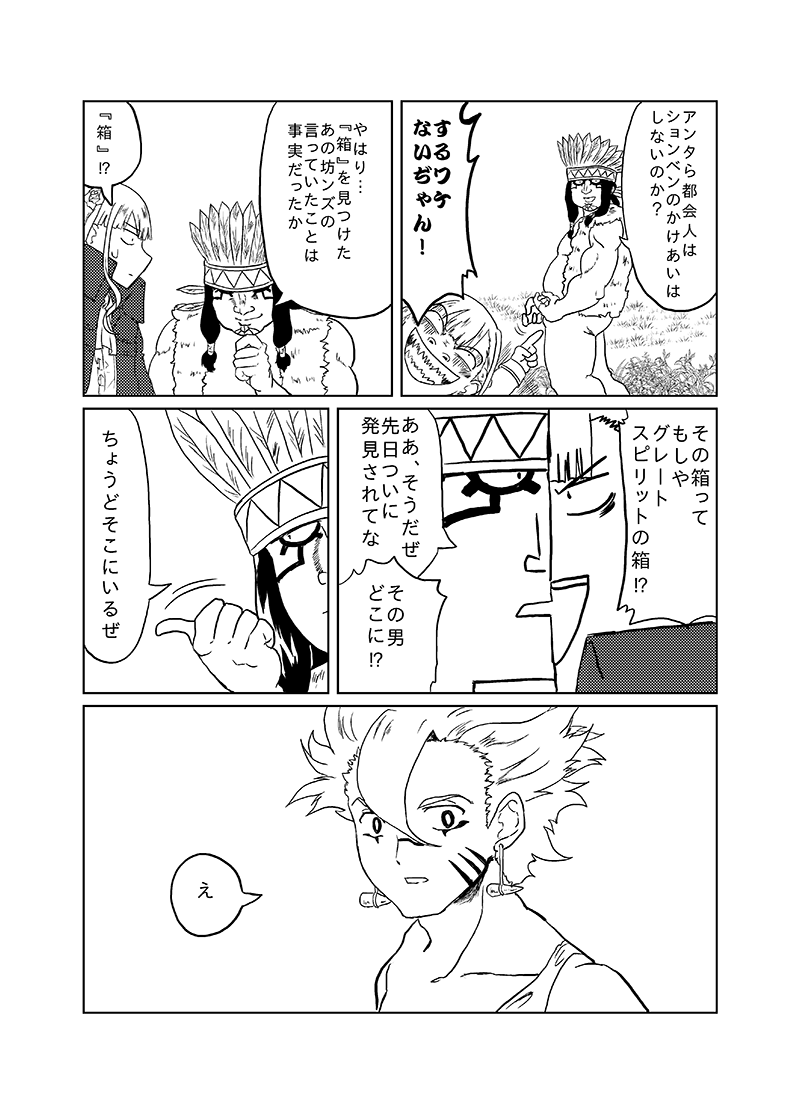 アンタら都会人は
ションベンのかけあいは
しないのか？
するワケ
ないぢゃん！
やはり…
『箱』を見つけた
あの坊ンズの
言っていたことは
事実だったか
『箱』!?
その箱って
もしや
グレート
スピリットの箱!?
ああ、そうだぜ
先日ついに
発見されてな
その男
どこに!?
ちょうどそこにいるぜ
え